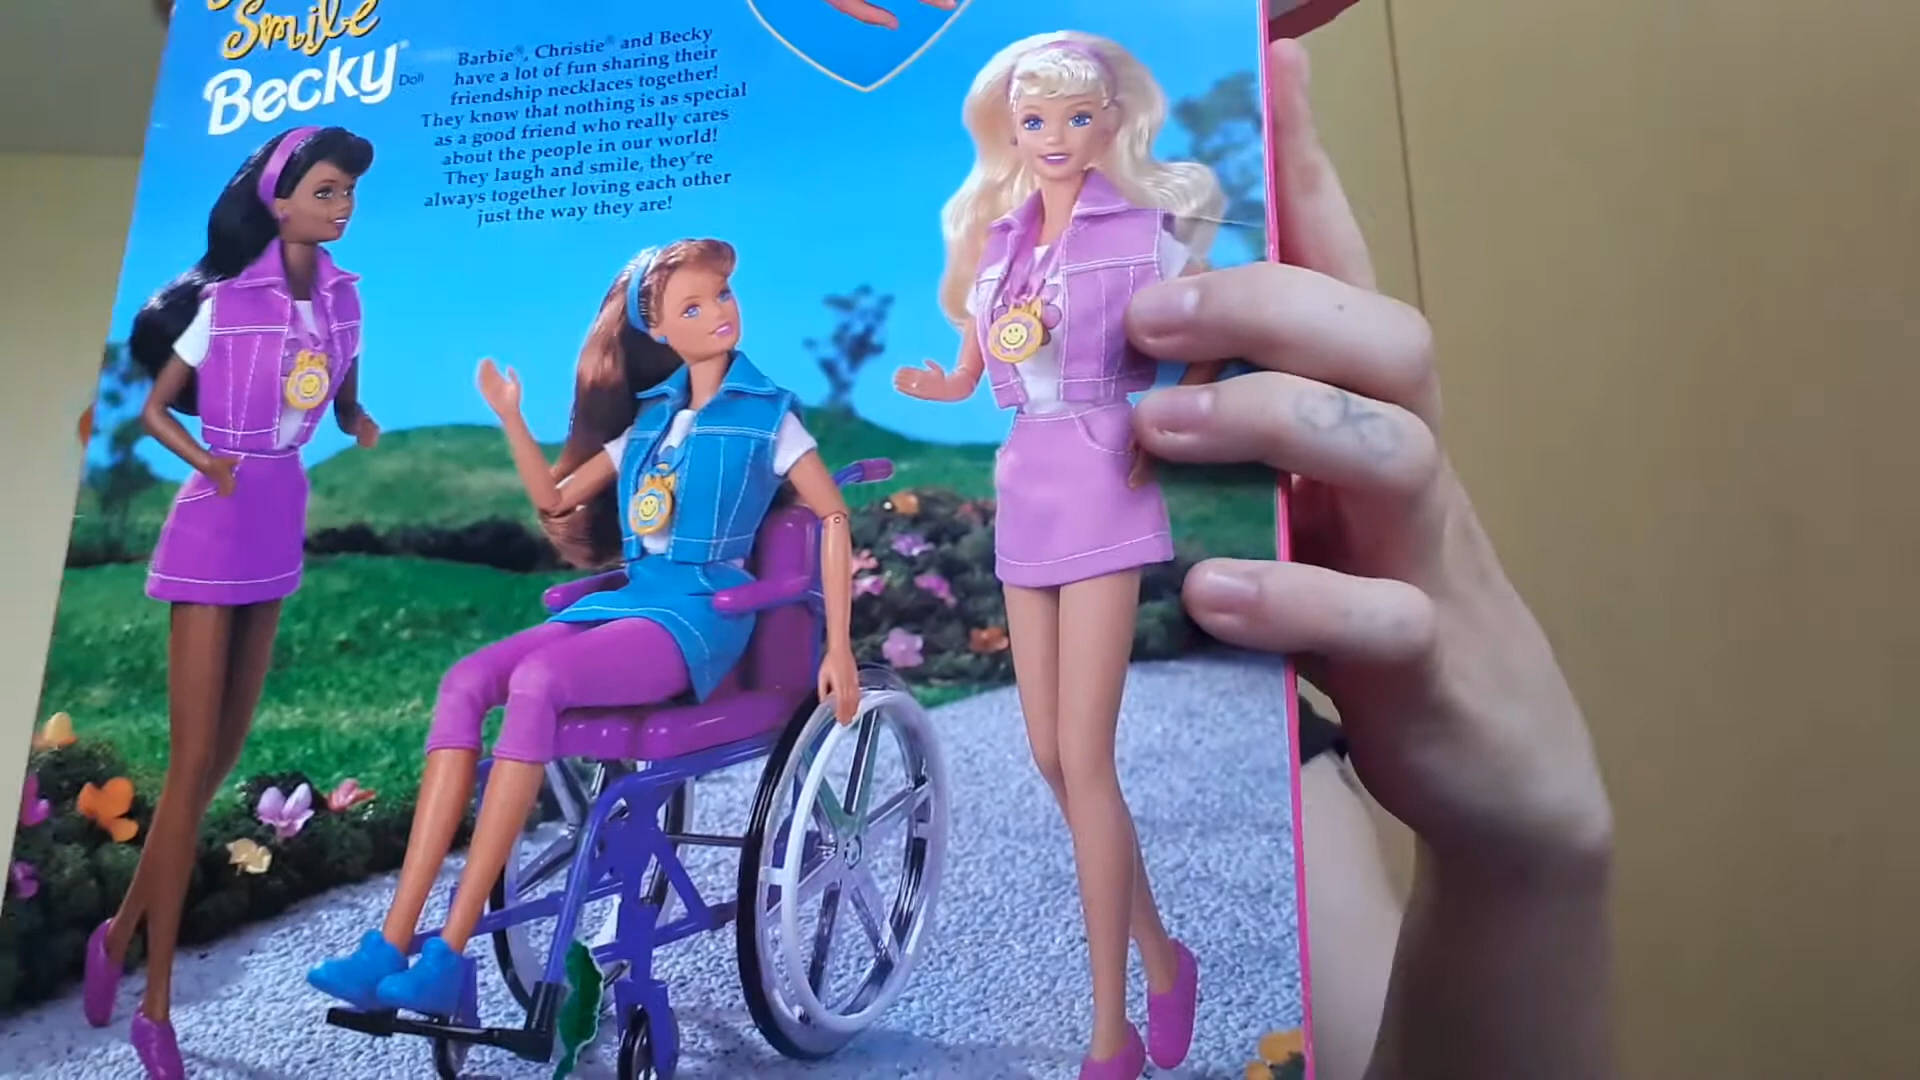 Smile
Becky Doll
Barbie®, Christie® and Becky
have a lot of fun sharing their
friendship necklaces together!
They know that nothing is as special
as a good friend who really cares
about the people in our world!
They laugh and smile, they're
always together loving each other
just the way they are!